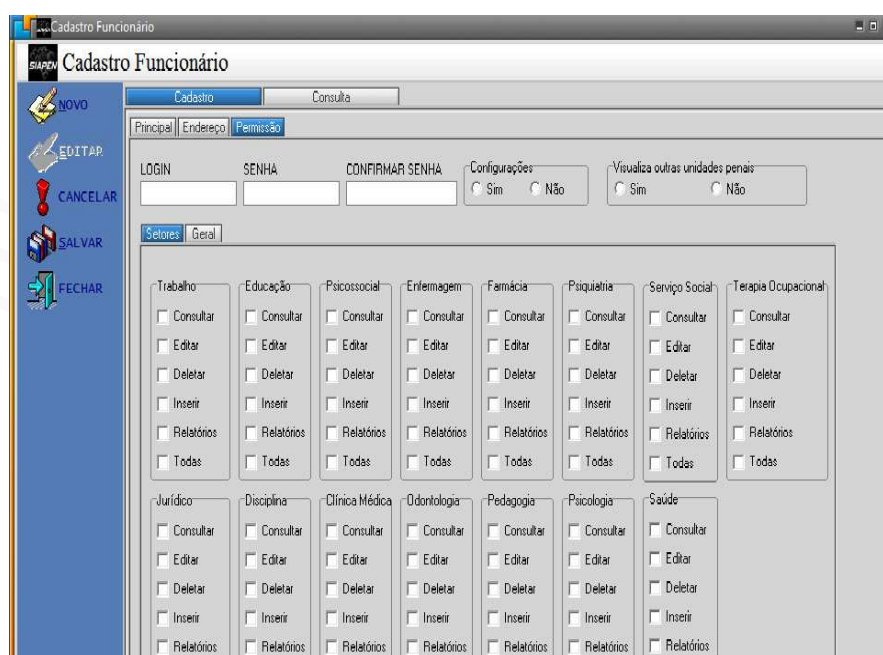 Cadastro Funcionário
SIAPEN Cadastro Funcionário
NOVO
EDITAR
CANCELAR
SALVAR
FECHAR
Cadastro Consulta
Principal Endereço Permissão
LOGIN SENHA CONFIRMAR SENHA Configurações Visualiza outras unidades penais
Sim Não Sim Não
Setores Geral
Trabalho Educação Psicossocial Enfermagem Farmácia Psiquiatria Serviço Social Terapia Ocupacional
Consultar Consultar Consultar Consultar Consultar Consultar Consultar Consultar
Editar Editar Editar Editar Editar Editar Editar Editar
Deletar Deletar Deletar Deletar Deletar Deletar Deletar Deletar
Inserir Inserir Inserir Inserir Inserir Inserir Inserir Inserir
Relatórios Relatórios Relatórios Relatórios Relatórios Relatórios Relatórios Relatórios
Todas Todas Todas Todas Todas Todas Todas Todas
Jurídico Disciplina Clínica Médica Odontologia Pedagogia Psicologia Saúde
Consultar Consultar Consultar Consultar Consultar Consultar Consultar
Editar Editar Editar Editar Editar Editar Editar
Deletar Deletar Deletar Deletar Deletar Deletar Deletar
Inserir Inserir Inserir Inserir Inserir Inserir Inserir
Relatórios Relatórios Relatórios Relatórios Relatórios Relatórios Relatórios